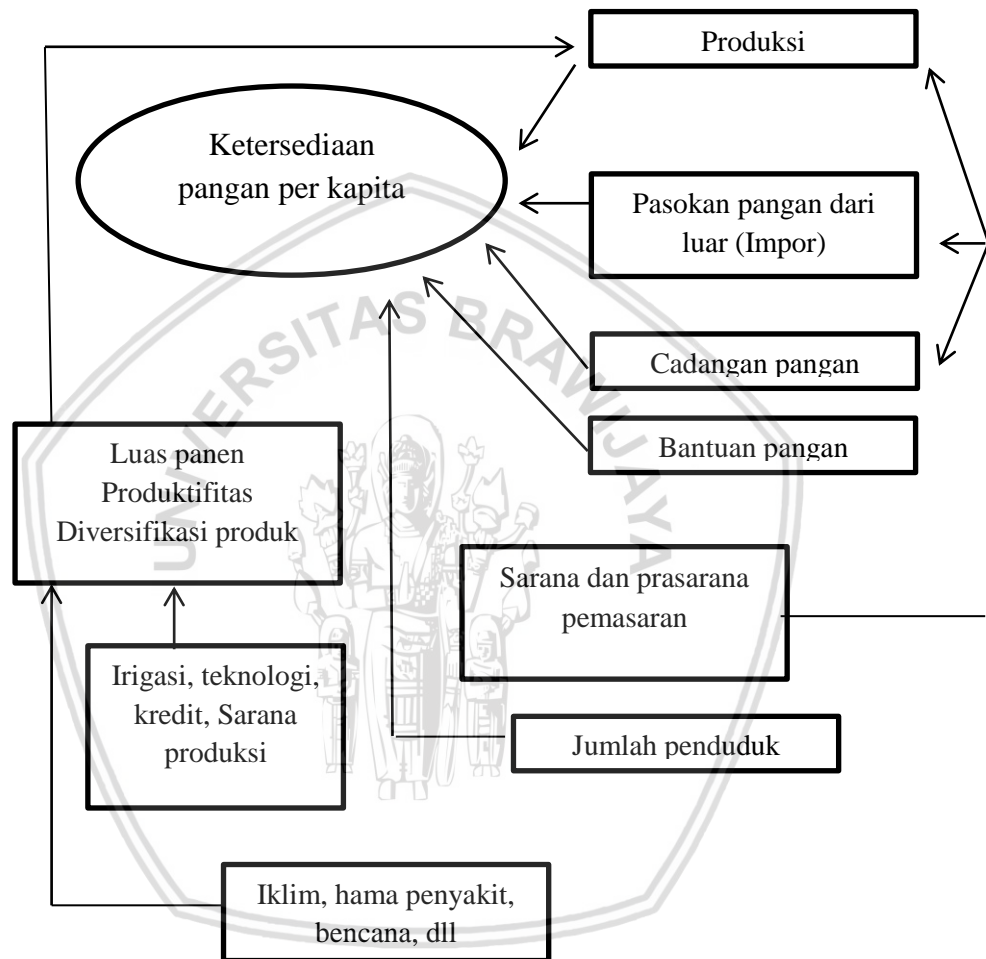 Produksi
Ketersediaan
pangan per kapita
Pasokan pangan dari
luar (Impor)
Cadangan pangan
Bantuan pangan
Luas panen
Produktifitas
Diversifikasi produk
Sarana dan prasarana
pemasaran
Irigasi, teknologi,
kredit, Sarana
produksi
Jumlah penduduk
Iklim, hama penyakit,
bencana, dll
UNIVERSITAS BRAWIJAYA